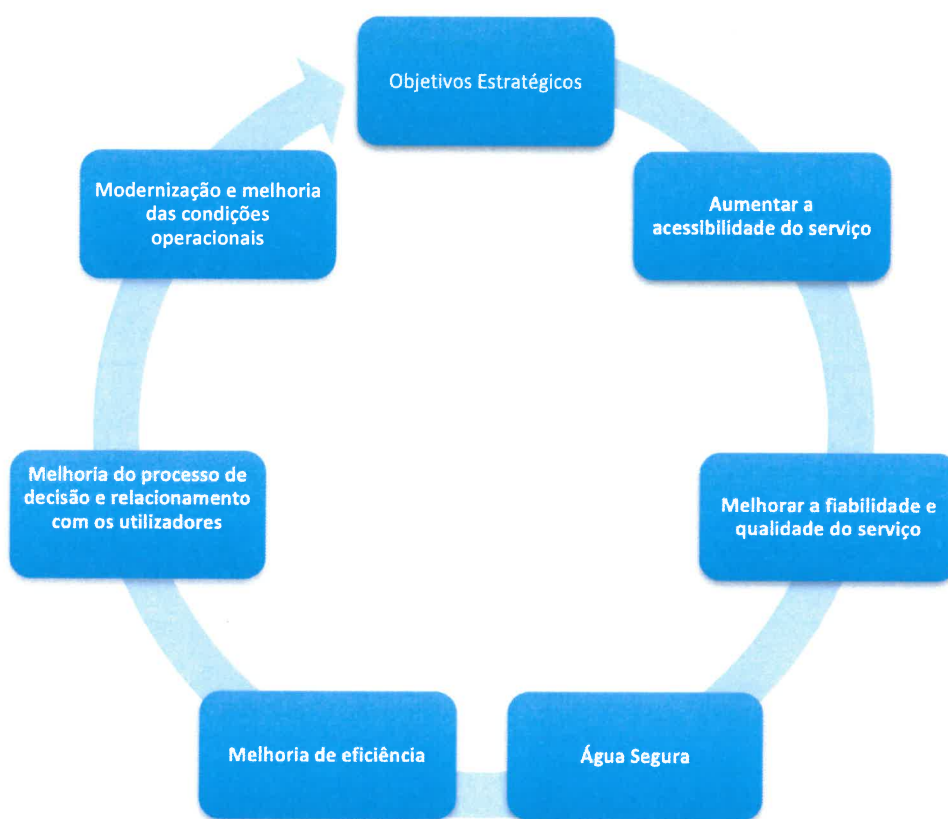 Objetivos Estratégicos
Aumentar a
acessibilidade do serviço
Melhorar a fiabilidade e
qualidade do serviço
Água Segura
Melhoria de eficiência
Melhoria do processo de
decisão e relacionamento
com os utilizadores
Modernização e melhoria
das condições
operacionais